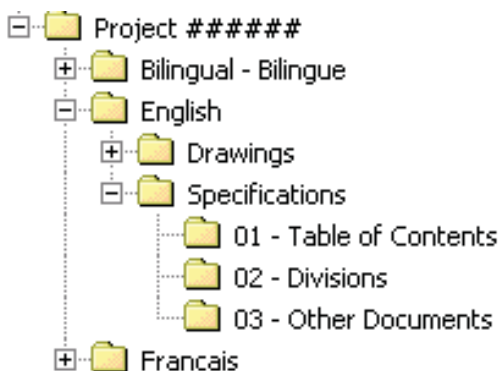 Project ######
Bilingual - Bilingue
English
Drawings
Specifications
01 - Table of Contents
02 - Divisions
03 - Other Documents
Francais